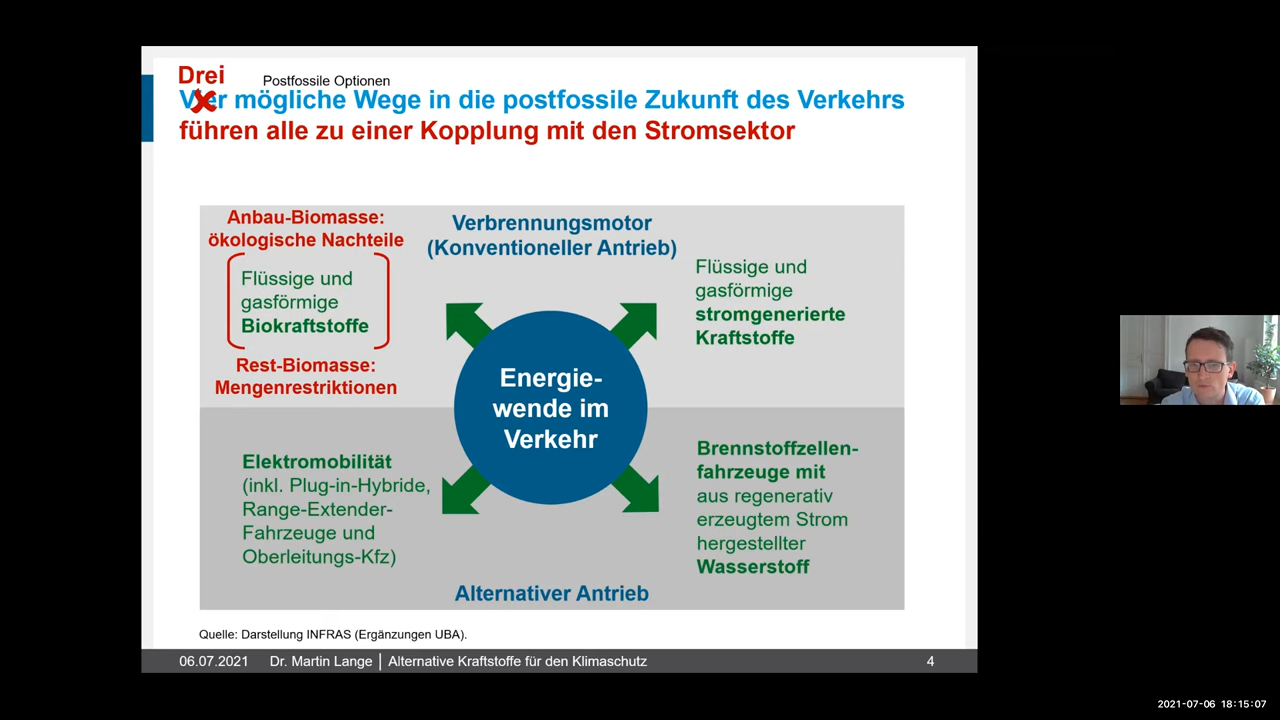 Drei
Postfossile Optionen
Vier mögliche Wege in die postfossile Zukunft des Verkehrs
führen alle zu einer Kopplung mit den Stromsektor
Anbau-Biomasse:
ökologische Nachteile
Flüssige und
gasförmige
Biokraftstoffe
Rest-Biomasse:
Mengenrestriktionen
Verbrennungsmotor
(Konventioneller Antrieb)
Flüssige und
gasförmige
stromgenerierte
Kraftstoffe
Energie-
wende im
Verkehr
Elektromobilität
(inkl. Plug-in-Hybride,
Range-Extender-
Fahrzeuge und
Oberleitungs-Kfz)
Brennstoffzellen-
fahrzeuge mit
aus regenerativ
erzeugtem Strom
hergestellter
Wasserstoff
Alternativer Antrieb
Quelle: Darstellung INFRAS (Ergänzungen UBA).
06.07.2021 Dr. Martin Lange | Alternative Kraftstoffe für den Klimaschutz 4
2021-07-06 18:15:07